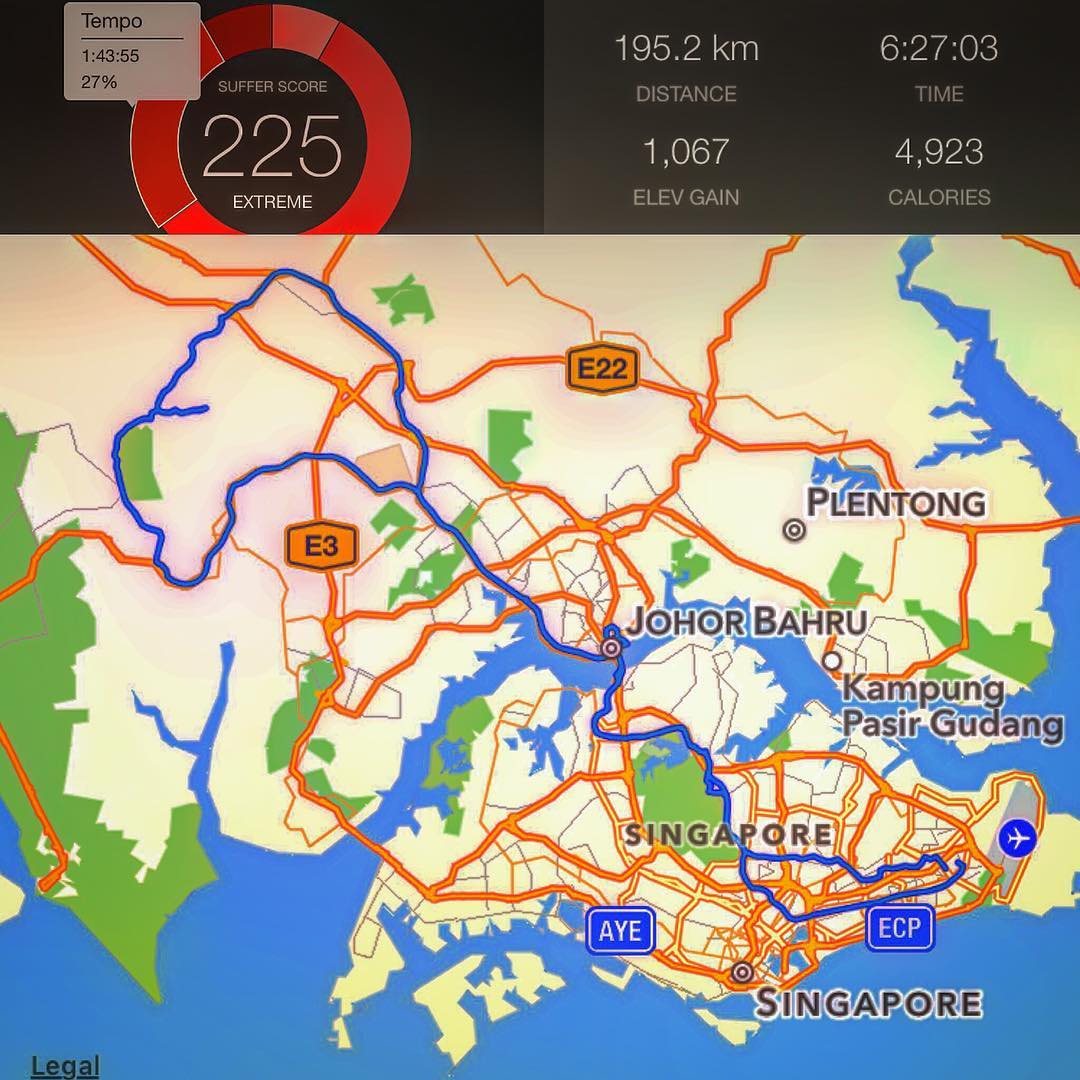 Tempo
1:43:55
27%
SUFFER SCORE
225
EXTREME
195.2 km
DISTANCE
6:27:03
TIME
1,067
ELEV GAIN
4,923
CALORIES
E22
PLENTONG
E3
JOHOR BAHRU
Kampung
Pasir Gudang
SINGAPORE
AYE
ECP
SINGAPORE
Legal